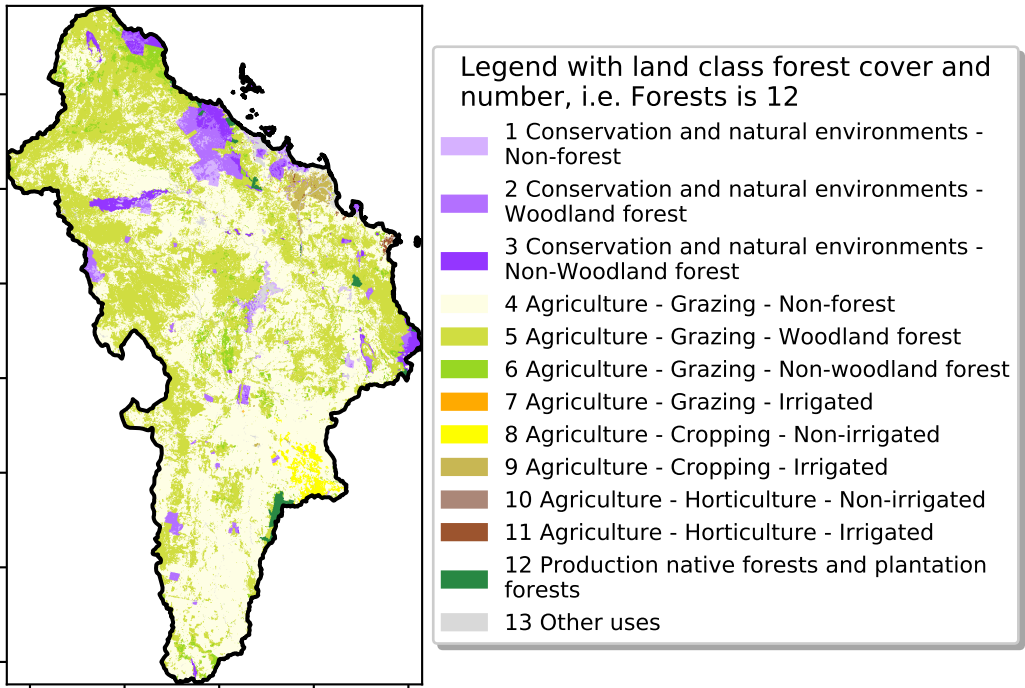 Legend with land class forest cover and
number, i.e. Forests is 12
1 Conservation and natural environments -
Non-forest
2 Conservation and natural environments -
Woodland forest
3 Conservation and natural environments -
Non-Woodland forest
4 Agriculture - Grazing - Non-forest
5 Agriculture - Grazing - Woodland forest
6 Agriculture - Grazing - Non-woodland forest
7 Agriculture - Grazing - Irrigated
8 Agriculture - Cropping - Non-irrigated
9 Agriculture - Cropping - Irrigated
10 Agriculture - Horticulture - Non-irrigated
11 Agriculture - Horticulture - Irrigated
12 Production native forests and plantation
forests
13 Other uses